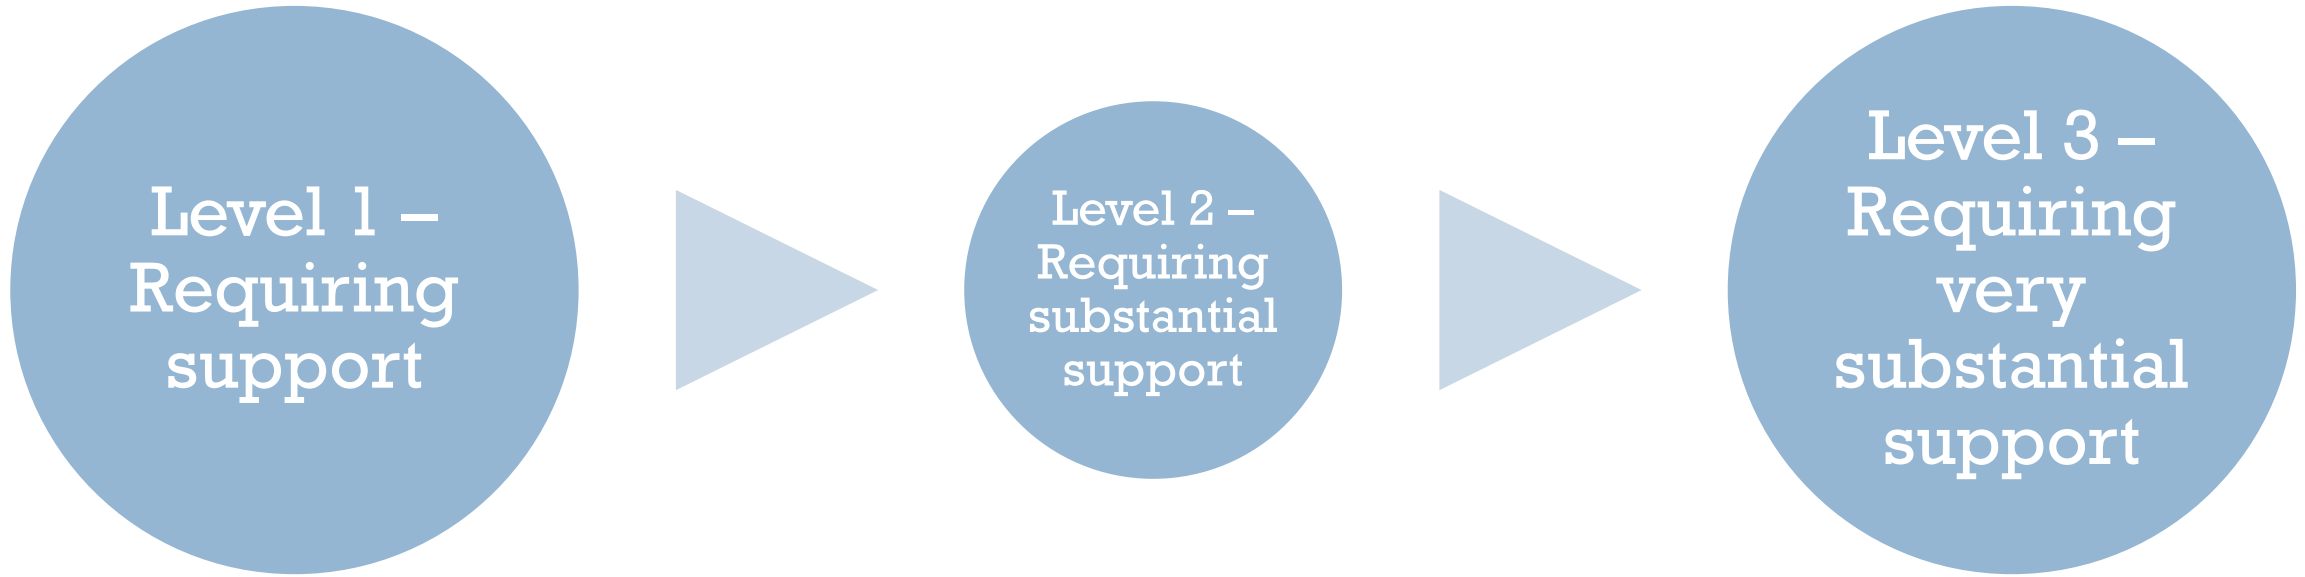 Level 1 –
Requiring
support
Level 2 –
Requiring
substantial
support
Level 3 –
Requiring
very
substantial
support